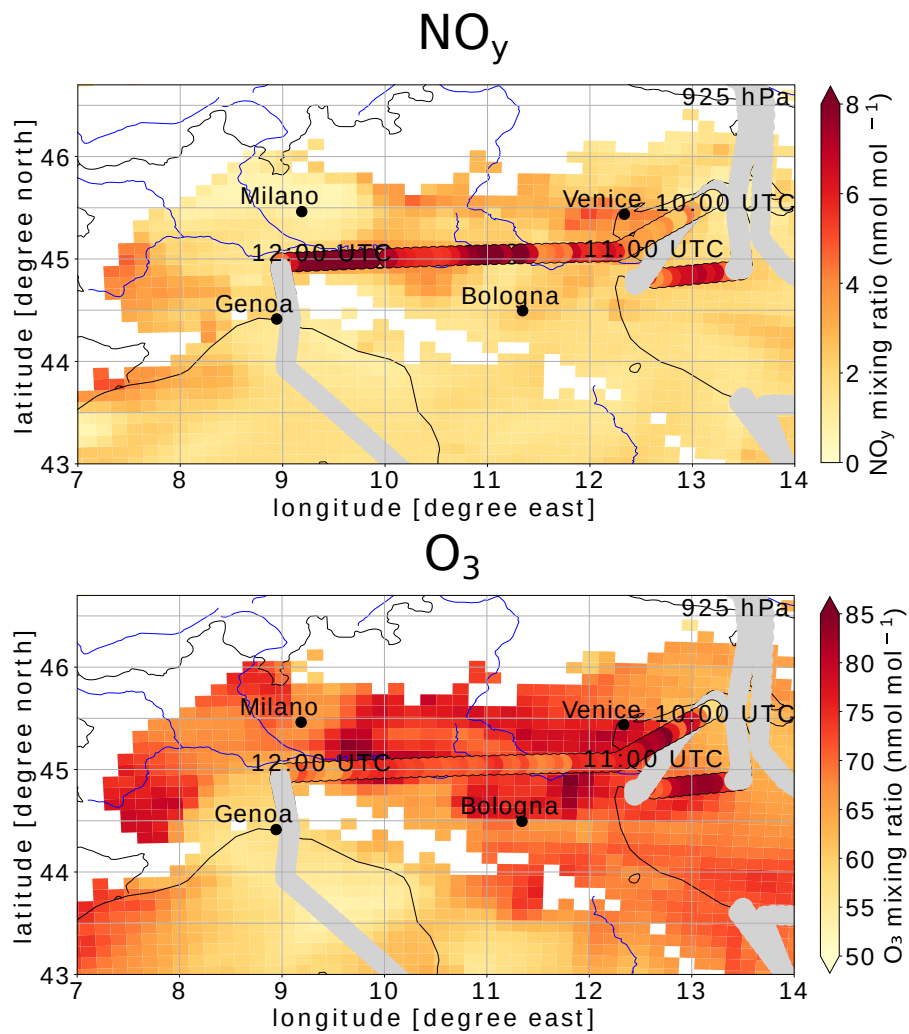 NOy
925 hPa
46
Milano
Venice
10:00 UTC
45
12:00 UTC
11:00 UTC
Genoa
Bologna
44
43
7 8 9 10 11 12 13 14
longitude [degree east]
latitude [degree north]
8
6
4
2
0
NOy mixing ratio (nmol mol −1)
O3
925 hPa
46
Milano
Venice
10:00 UTC
45
12:00 UTC
11:00 UTC
Genoa
Bologna
44
43
7 8 9 10 11 12 13 14
longitude [degree east]
latitude [degree north]
85
80
75
70
65
60
55
50
O₃ mixing ratio (nmol mol −1)